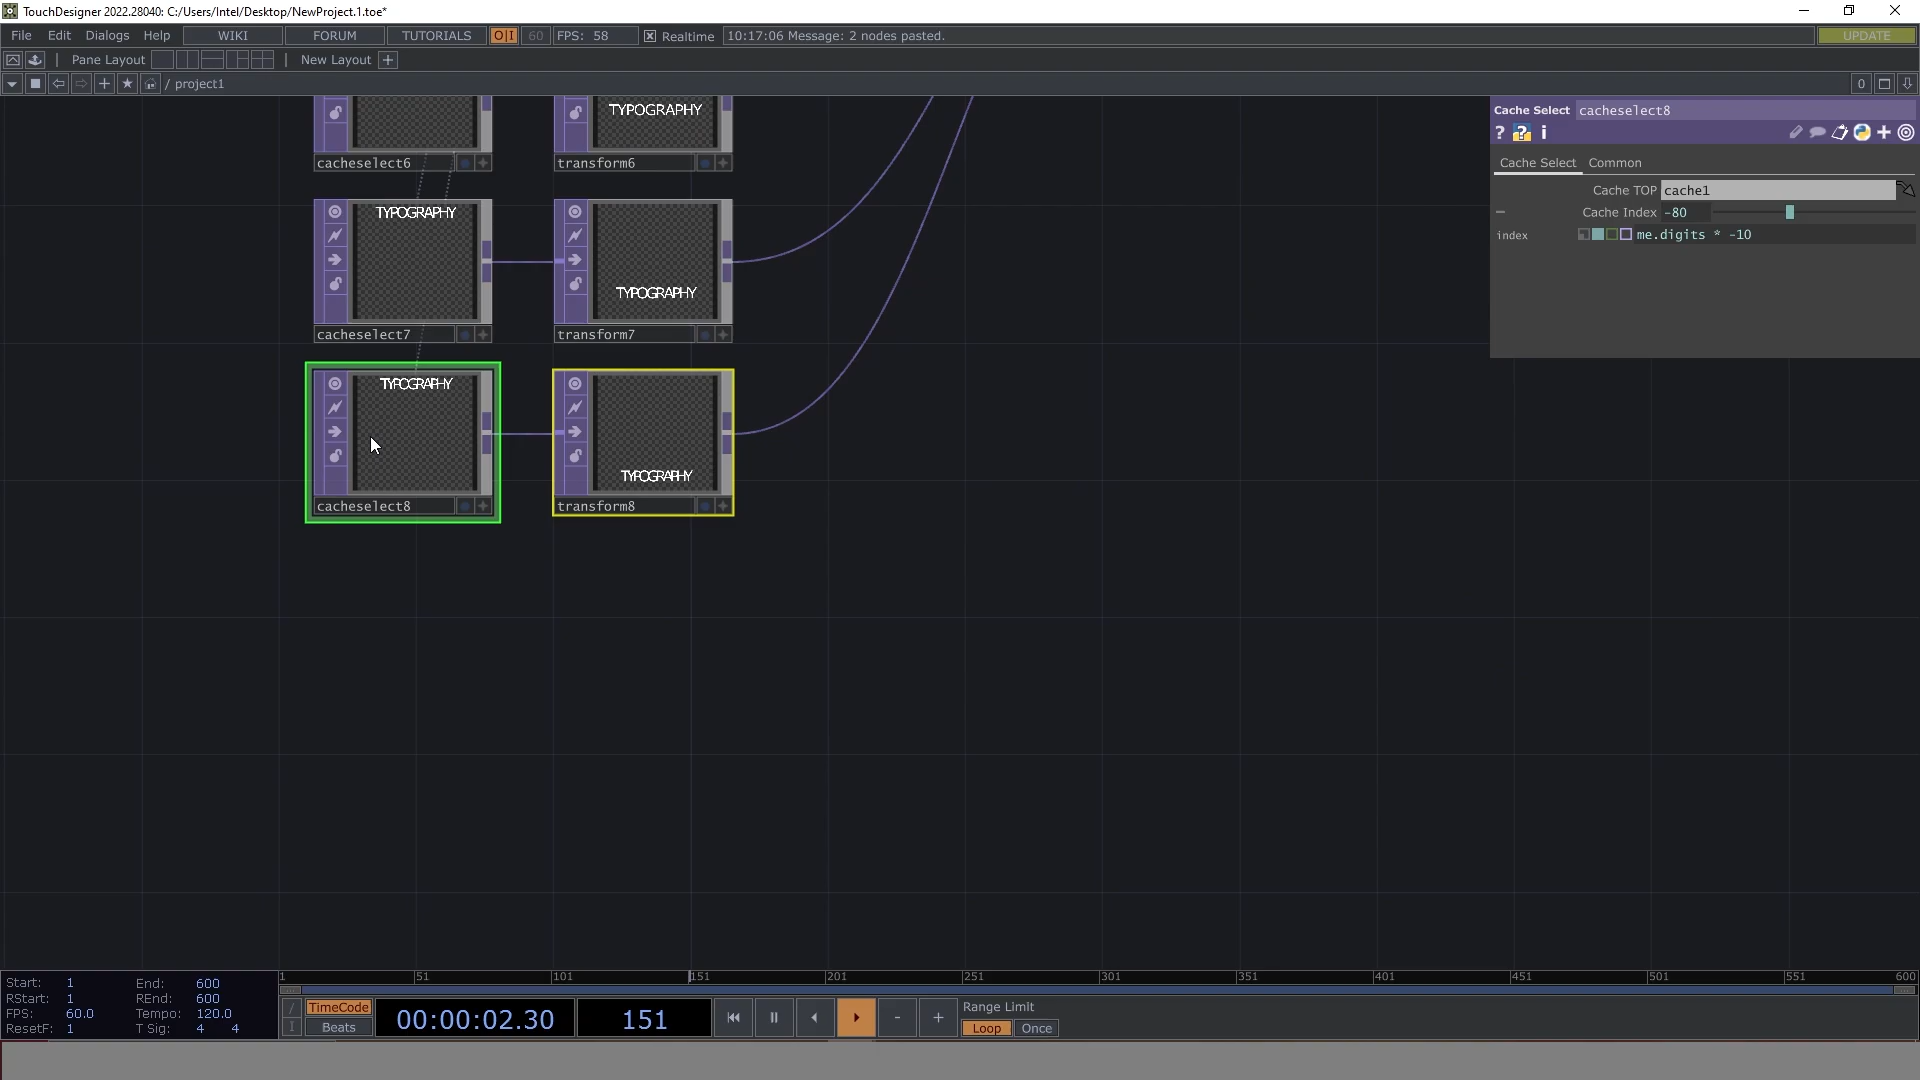 TouchDesigner 2022.28040: C:/Users/Intel/Desktop/NewProject.1.toe*
File Edit Dialogs Help WIKI FORUM TUTORIALS O|I 60 FPS: 58 Realtime 10:17:06 Message: 2 nodes pasted. UPDATE
Pane Layout New Layout +
/ project1 0
Cache Select cacheselect8
? ? i
Cache Select Common
Cache TOP cache1
Cache Index -80
index me.digits * -10
TYPOGRAPHY
cacheselect6 transform6
TYPOGRAPHY
TYPOGRAPHY
cacheselect7 transform7
TYPOGRAPHY
TYPOGRAPHY
cacheselect8 transform8
1 51 101 151 201 251 301 351 401 451 501 551 600
Start: 1 End: 600
RStart: 1 REnd: 600
FPS: 60.0 Tempo: 120.0
ResetF: 1 T Sig: 4 4
/ TimeCode
I Beats
00:00:02.30 151
- +
Range Limit
Loop Once